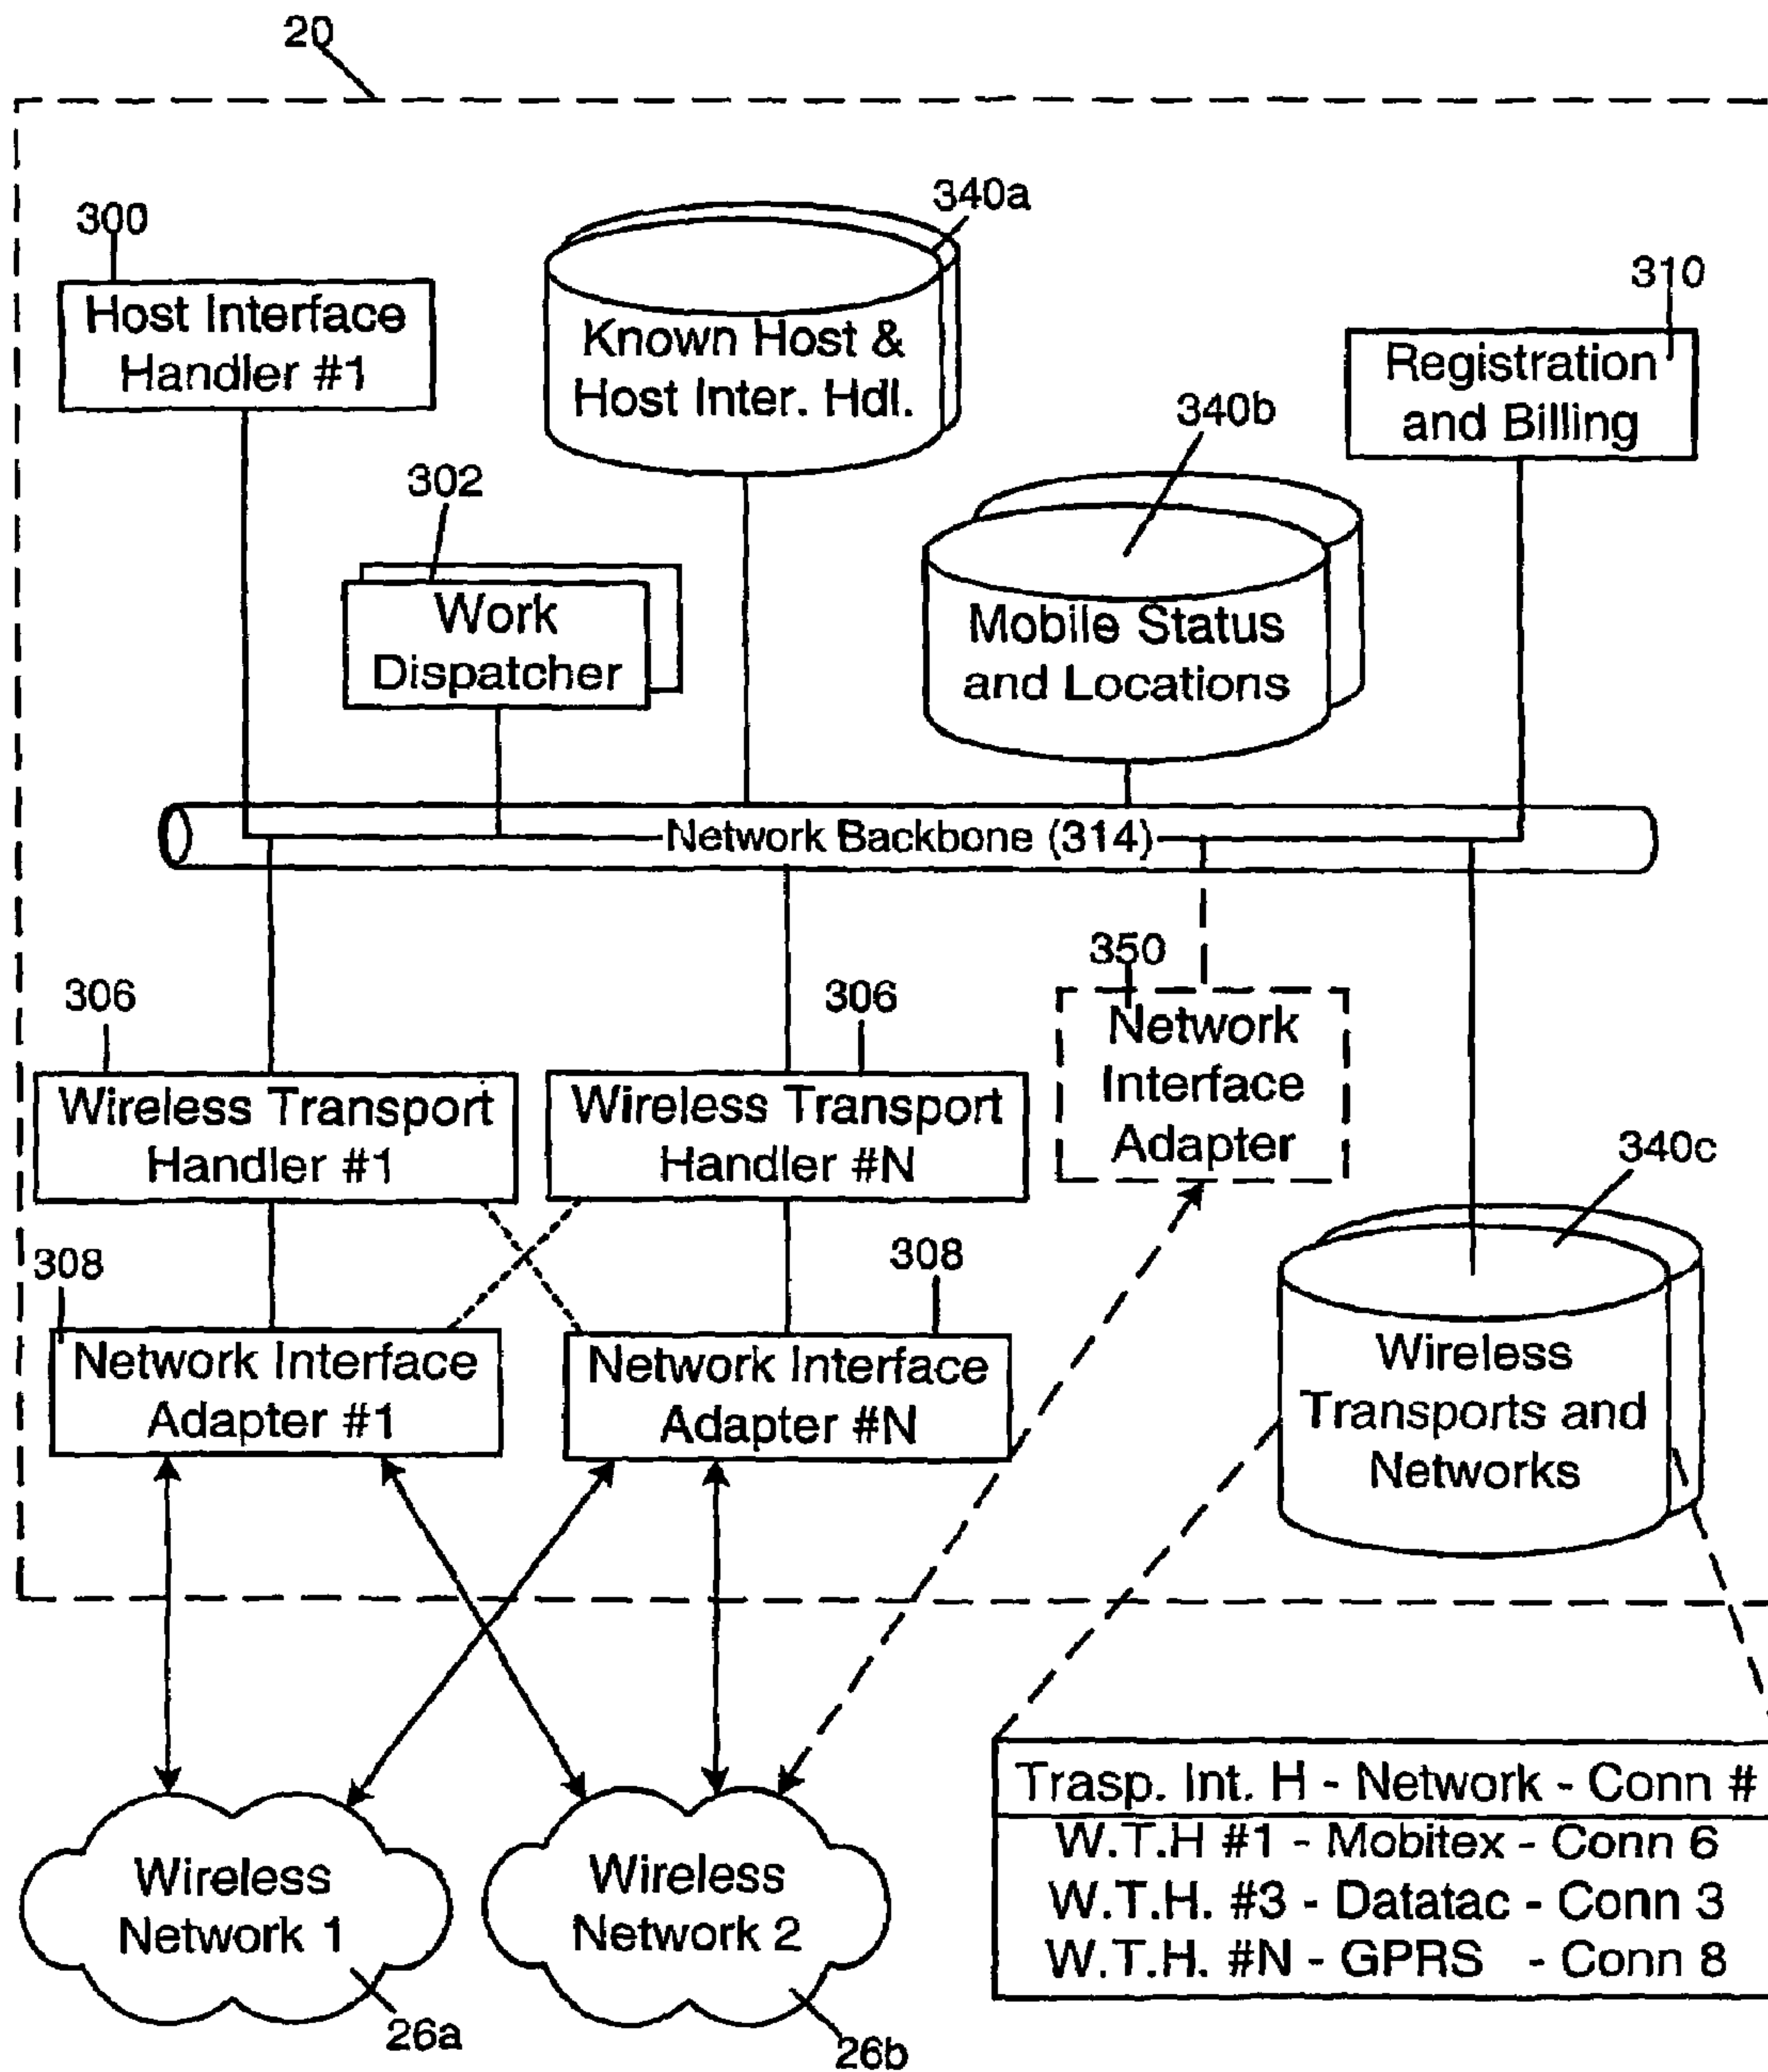 20
340a
300
310
Host Interface
Handler #1
Known Host &
Host Inter. Hdl.
Registration
and Billing
340b
302
Work
Dispatcher
Mobile Status
and Locations
Network Backbone (314)
350
306
306
Network
Interface
Adapter
Wireless Transport
Handler #1
Wireless Transport
Handler #N
340c
308
308
Network Interface
Adapter #1
Network Interface
Adapter #N
Wireless
Transports and
Networks
Trasp. Int. H - Network - Conn #
W.T.H #1 - Mobitex - Conn 6
W.T.H. #3 - Datatac - Conn 3
W.T.H. #N - GPRS - Conn 8
Wireless
Network 1
Wireless
Network 2
26a
26b